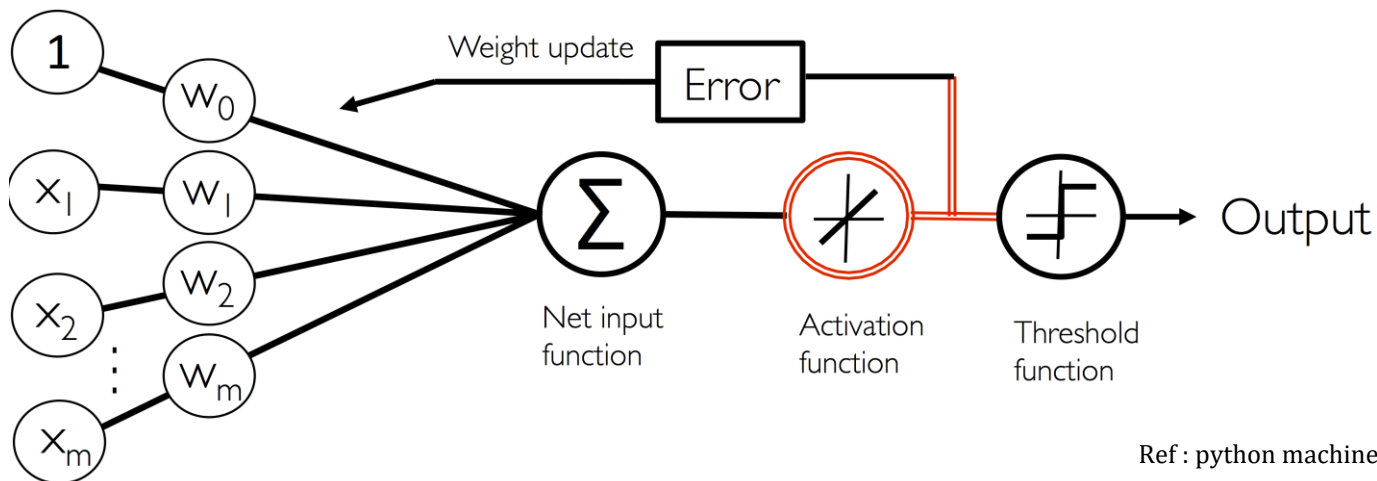 1
w0
x1
w1
x2
w2
xm
wm
Weight update
Error
Σ
Net input
function
Activation
function
Threshold
function
Output
Ref : python machine